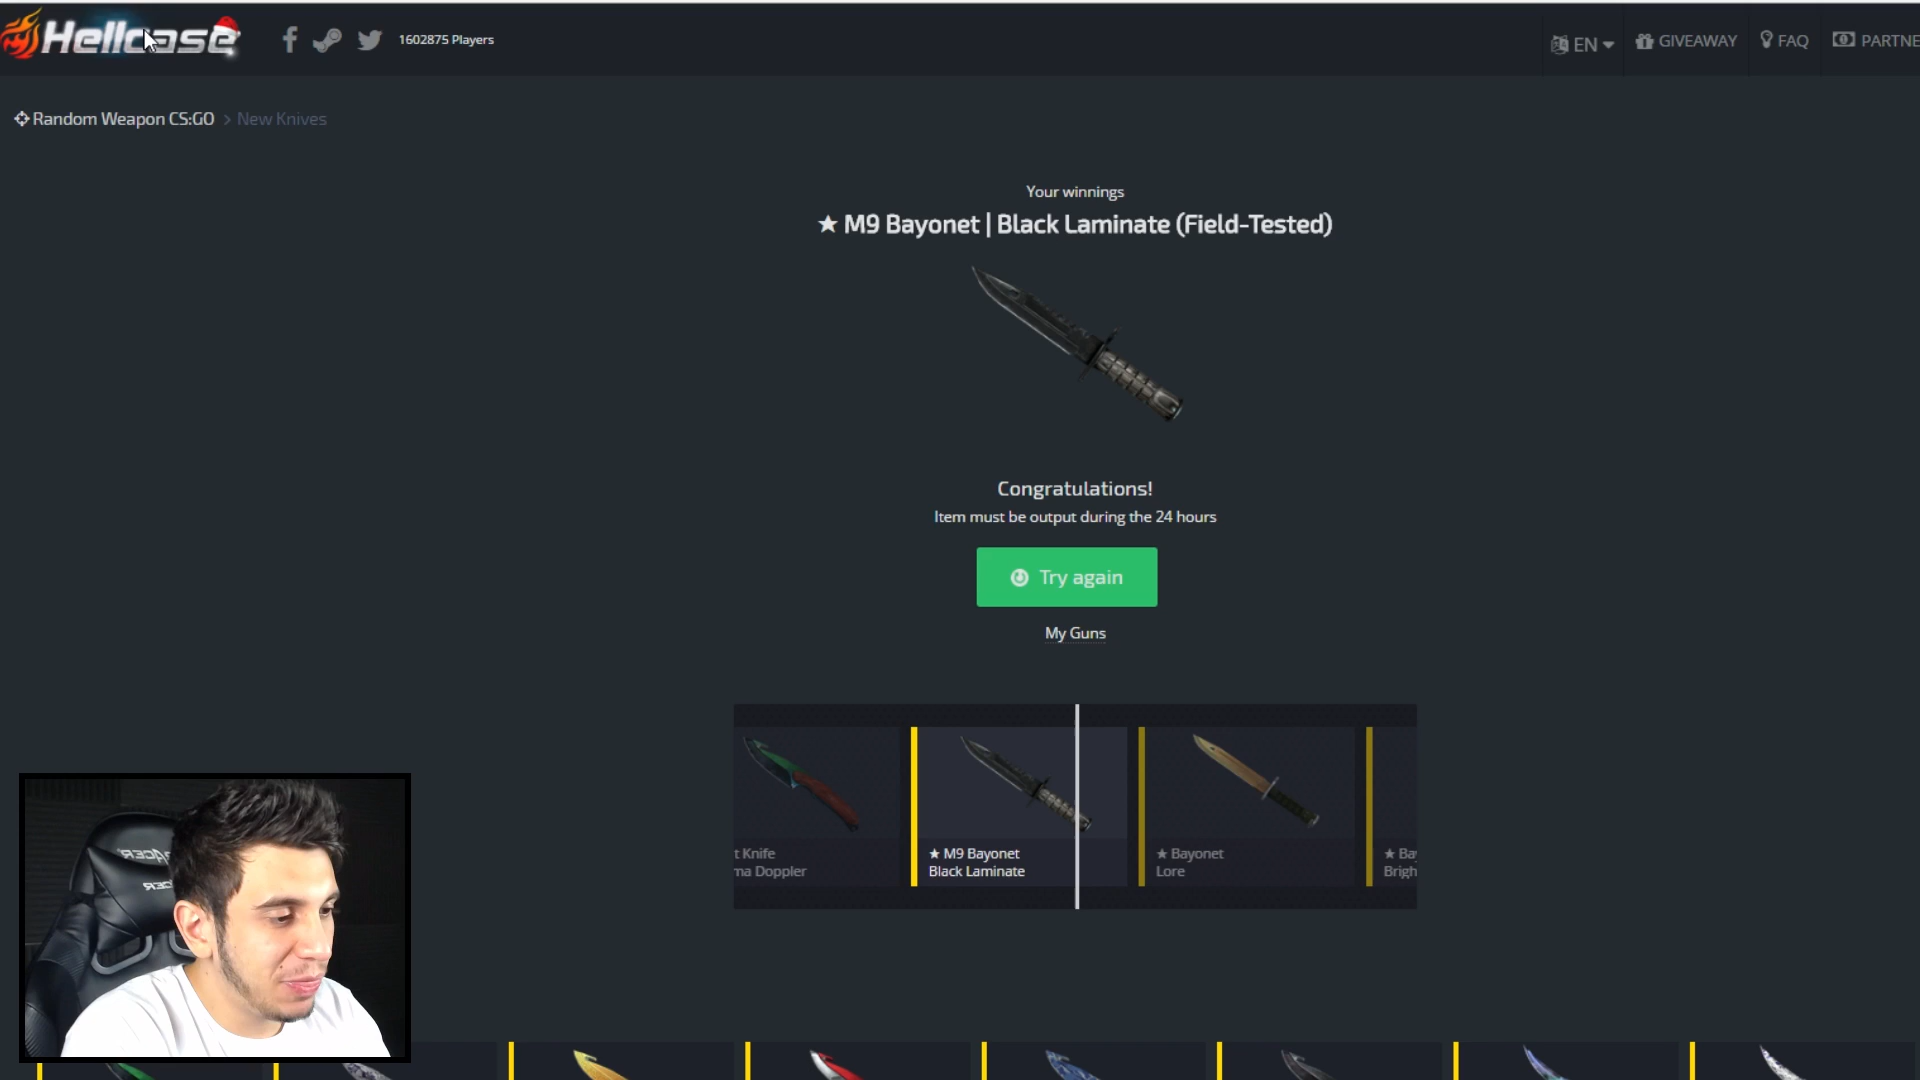 Hellcase
1602875 Players
EN
GIVEAWAY
FAQ
PARTNE
Random Weapon CS:GO > New Knives
Your winnings
★ M9 Bayonet | Black Laminate (Field-Tested)
Congratulations!
Item must be output during the 24 hours
Try again
My Guns
t Knife
ma Doppler
★ M9 Bayonet
Black Laminate
★ Bayonet
Lore
★ Bay
Brigh